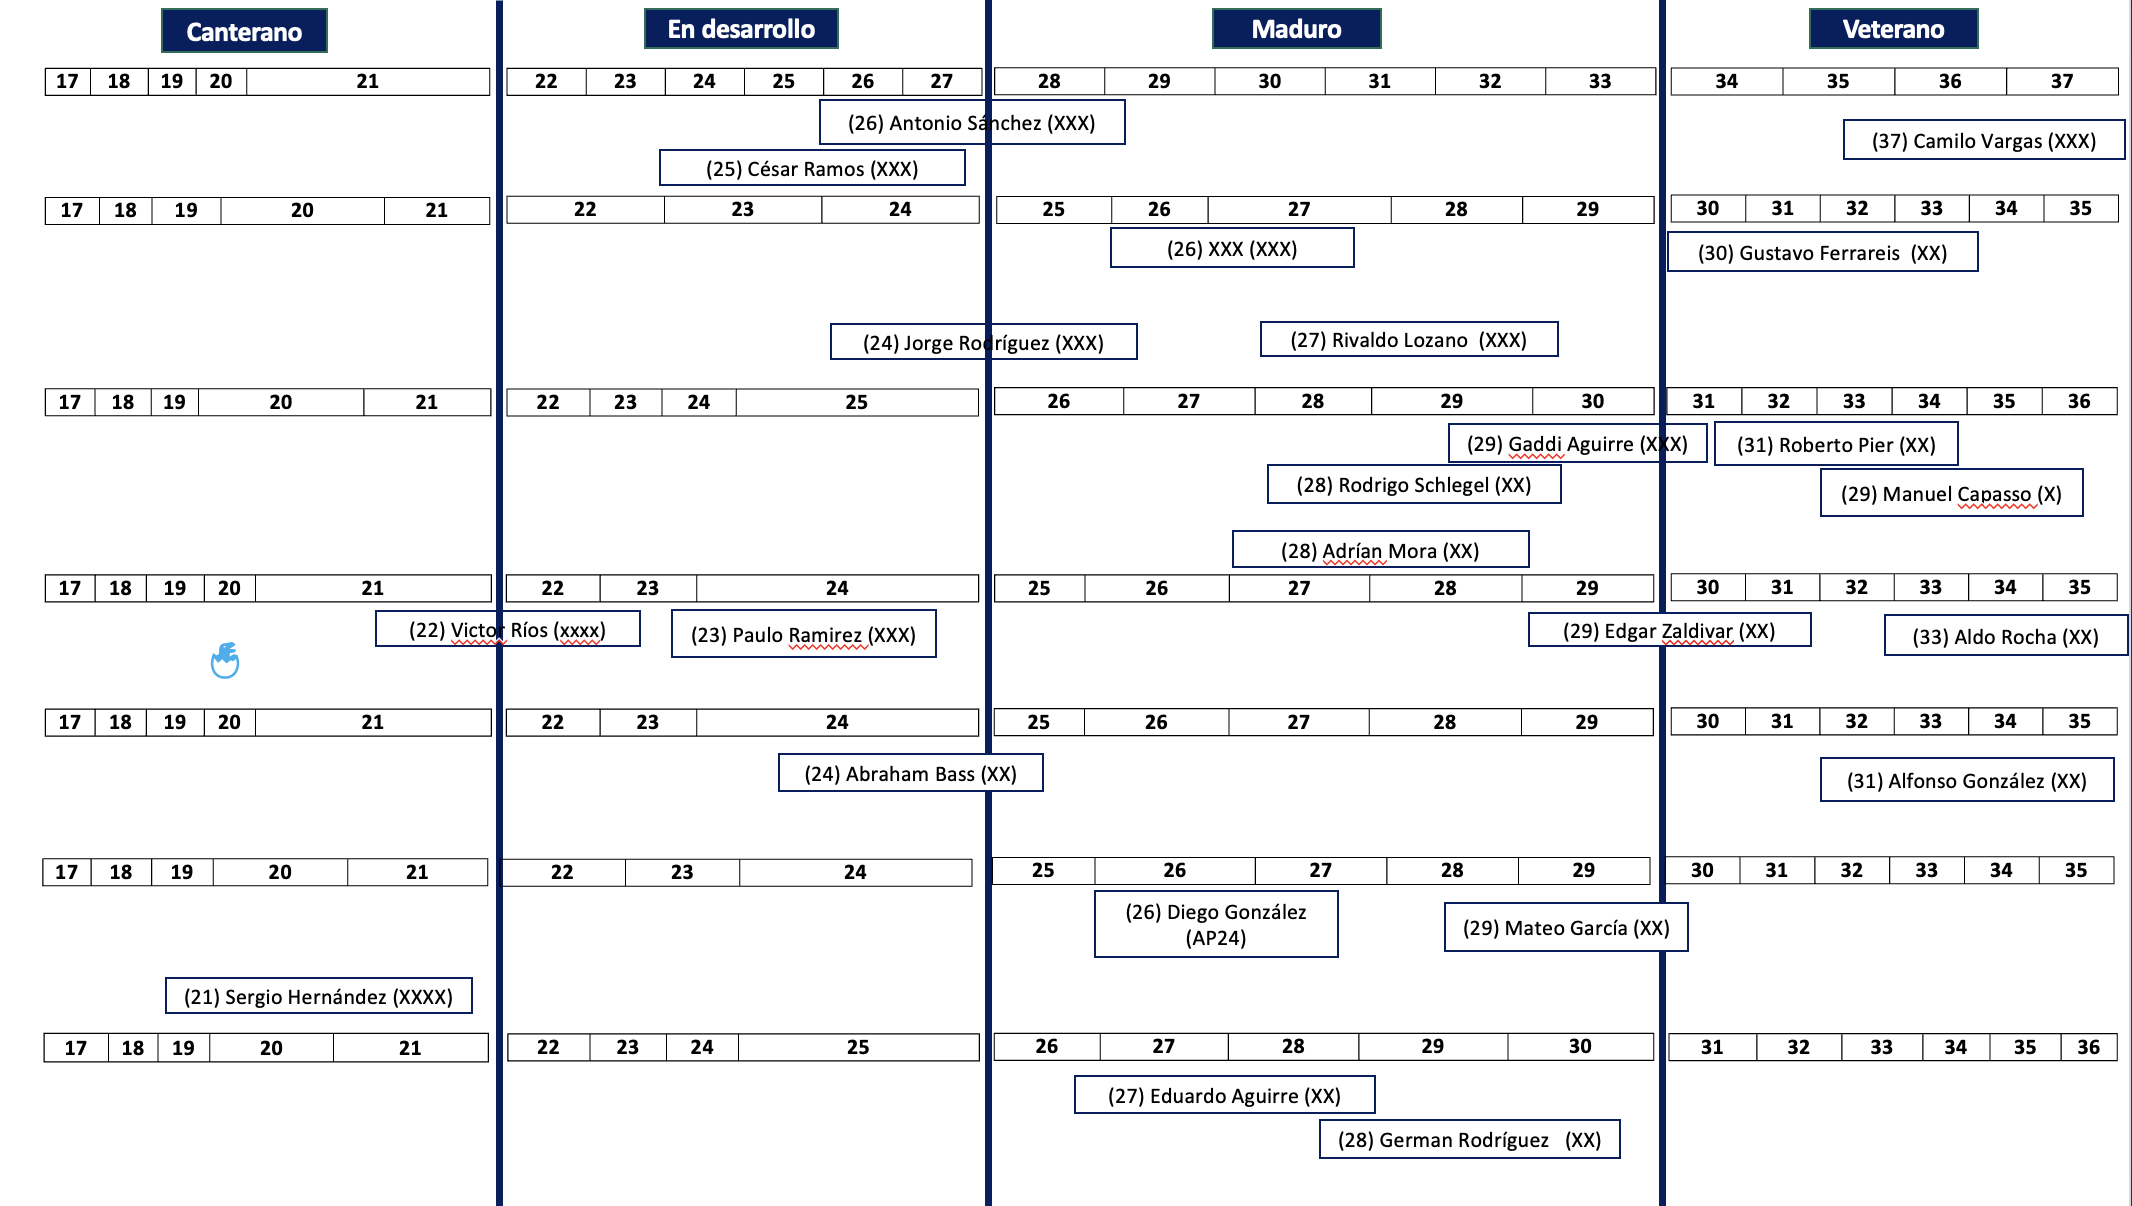 Canterano En desarrollo Maduro Veterano
17 18 19 20 21 22 23 24 25 26 27 28 29 30 31 32 33 34 35 36 37
(26) Antonio Sánchez (XXX)
(37) Camilo Vargas (XXX)
(25) César Ramos (XXX)
17 18 19 20 21 22 23 24 25 26 27 28 29 30 31 32 33 34 35
(26) XXX (XXX)
(30) Gustavo Ferrareis (XX)
(24) Jorge Rodríguez (XXX)
(27) Rivaldo Lozano (XXX)
17 18 19 20 21 22 23 24 25 26 27 28 29 30 31 32 33 34 35 36
(29) Gaddi Aguirre (XXX)
(31) Roberto Pier (XX)
(28) Rodrigo Schlegel (XX)
(29) Manuel Capasso (X)
(28) Adrían Mora (XX)
17 18 19 20 21 22 23 24 25 26 27 28 29 30 31 32 33 34 35
(22) Victor Ríos (xxxx)
(23) Paulo Ramirez (XXX)
(29) Edgar Zaldivar (XX)
(33) Aldo Rocha (XX)
17 18 19 20 21 22 23 24 25 26 27 28 29 30 31 32 33 34 35
(24) Abraham Bass (XX)
(31) Alfonso González (XX)
17 18 19 20 21 22 23 24 25 26 27 28 29 30 31 32 33 34 35
(26) Diego González
(AP24)
(29) Mateo García (XX)
(21) Sergio Hernández (XXXX)
17 18 19 20 21 22 23 24 25 26 27 28 29 30 31 32 33 34 35 36
(27) Eduardo Aguirre (XX)
(28) German Rodríguez (XX)